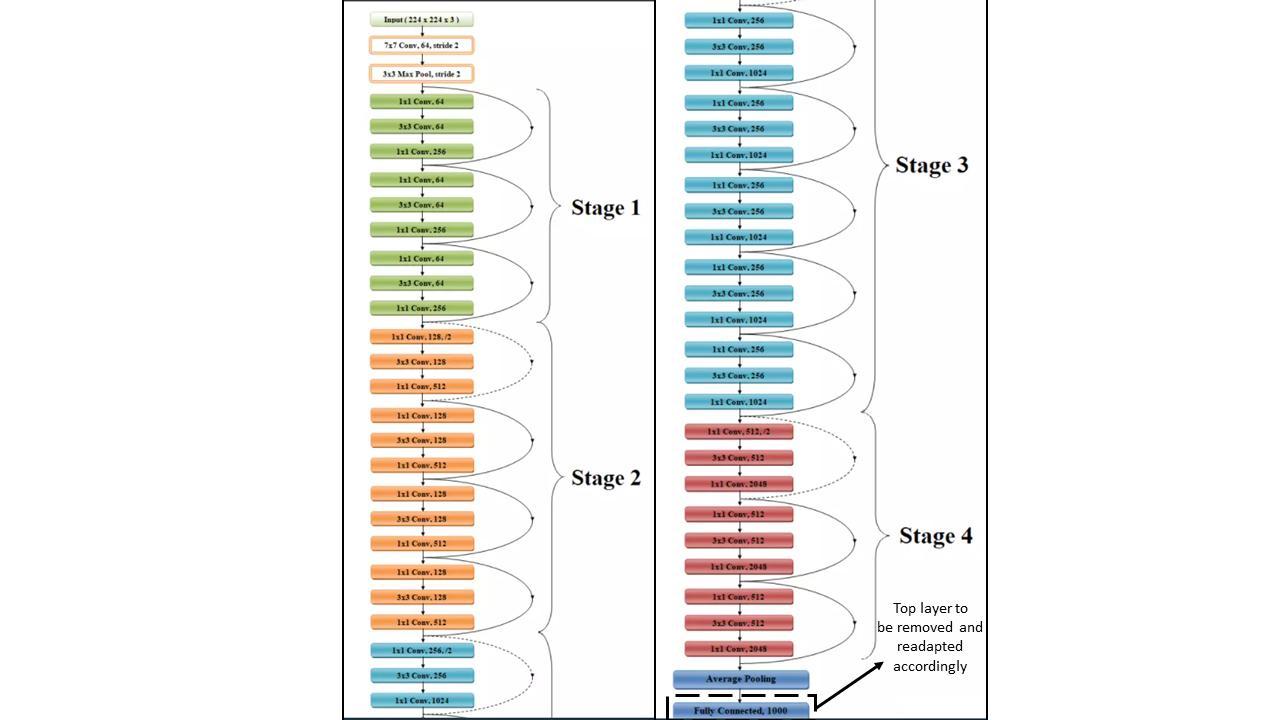 Input ( 224 x 224 x 3 )
7x7 Conv, 64, stride 2
3x3 Max Pool, stride 2
1x1 Conv, 64
3x3 Conv, 64
1x1 Conv, 256
1x1 Conv, 64
3x3 Conv, 64
1x1 Conv, 256
1x1 Conv, 64
3x3 Conv, 64
1x1 Conv, 256
Stage 1
1x1 Conv, 128, /2
3x3 Conv, 128
1x1 Conv, 512
1x1 Conv, 128
3x3 Conv, 128
1x1 Conv, 512
1x1 Conv, 128
3x3 Conv, 128
1x1 Conv, 512
1x1 Conv, 128
3x3 Conv, 128
1x1 Conv, 512
Stage 2
1x1 Conv, 256, /2
3x3 Conv, 256
1x1 Conv, 1024
1x1 Conv, 256
3x3 Conv, 256
1x1 Conv, 1024
1x1 Conv, 256
3x3 Conv, 256
1x1 Conv, 1024
1x1 Conv, 256
3x3 Conv, 256
1x1 Conv, 1024
1x1 Conv, 256
3x3 Conv, 256
1x1 Conv, 1024
1x1 Conv, 256
3x3 Conv, 256
1x1 Conv, 1024
Stage 3
1x1 Conv, 512, /2
3x3 Conv, 512
1x1 Conv, 2048
1x1 Conv, 512
3x3 Conv, 512
1x1 Conv, 2048
1x1 Conv, 512
3x3 Conv, 512
1x1 Conv, 2048
Stage 4
Average Pooling
Fully Connected, 1000
Top layer to
be removed and
readapted
accordingly